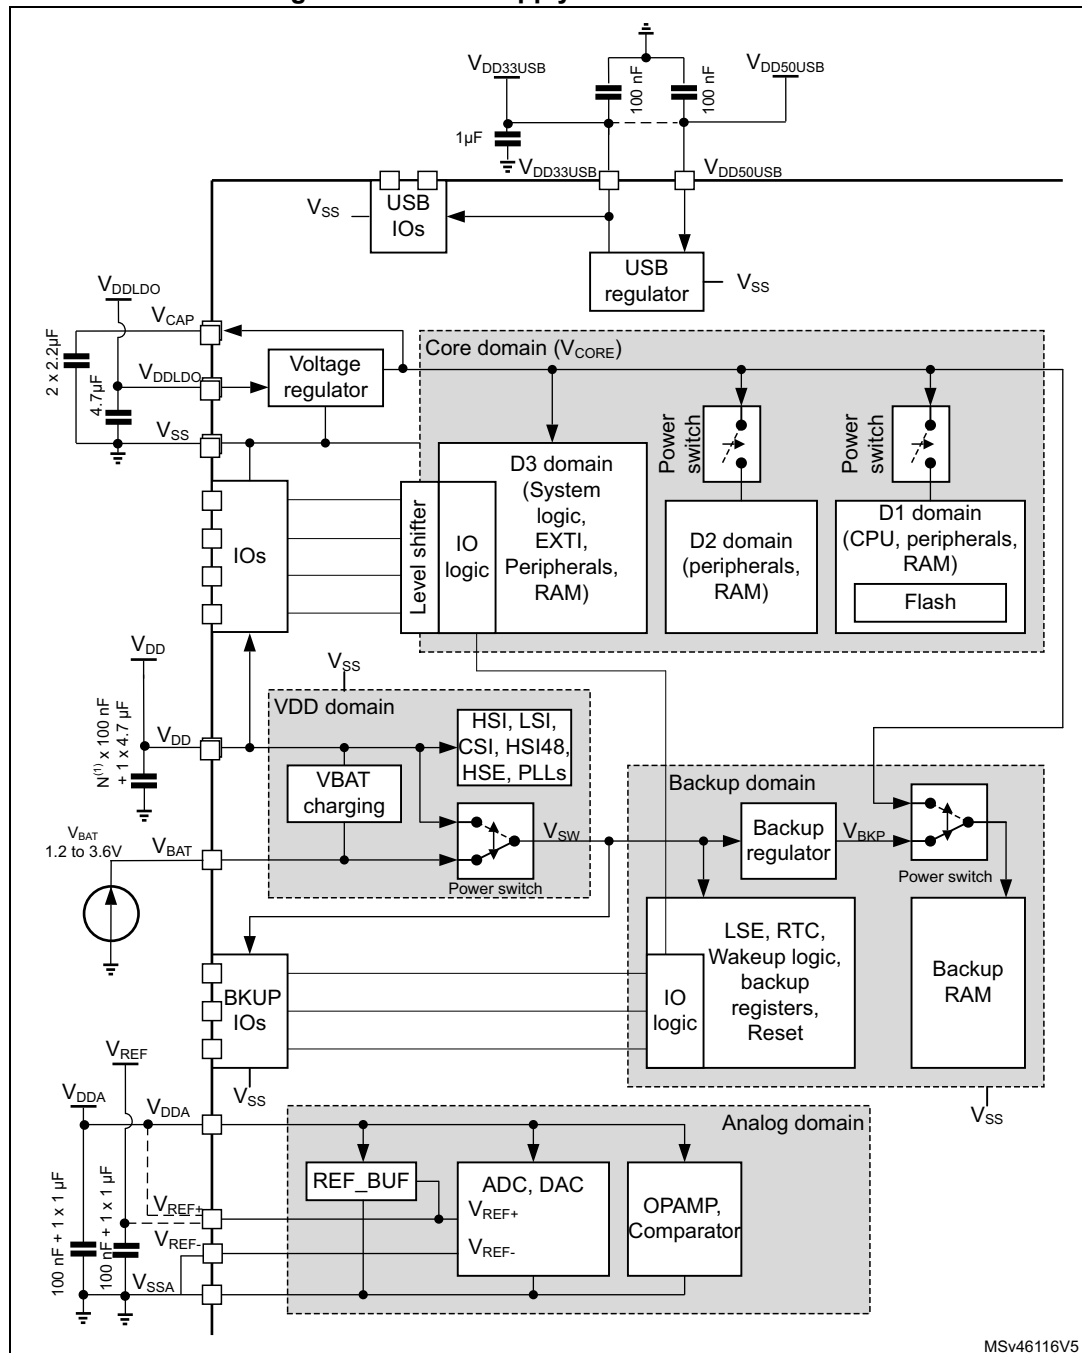 V_DD33USB
100 nF
100 nF
V_DD50USB
1µF
V_DD33USB
V_DD50USB
V_SS
USB
IOs
USB
regulator
V_SS
V_DDLDO
V_CAP
2 x 2.2µF
V_DDLDO
4.7µF
V_SS
Voltage
regulator
Core domain (V_CORE)
Power
switch
Power
switch
D3 domain
(System
logic,
EXTI,
Peripherals,
RAM)
IO
logic
Level shifter
IOs
D2 domain
(peripherals,
RAM)
D1 domain
(CPU, peripherals,
RAM)
Flash
V_DD
N(1) x 100 nF
+ 1 x 4.7 µF
V_DD
V_SS
VDD domain
HSI, LSI,
CSI, HSI48,
HSE, PLLs
VBAT
charging
V_BAT
1.2 to 3.6V
V_BAT
Power switch
V_SW
Backup domain
Backup
regulator
V_BKP
Power switch
LSE, RTC,
Wakeup logic,
backup
registers,
Reset
IO
logic
Backup
RAM
V_SS
BKUP
IOs
V_SS
V_REF
V_DDA
V_DDA
100 nF + 1 x 1 µF
100 nF + 1 x 1 µF
V_REF+
V_REF-
V_SSA
Analog domain
REF_BUF
ADC, DAC
V_REF+
V_REF-
OPAMP,
Comparator
MSv46116V5